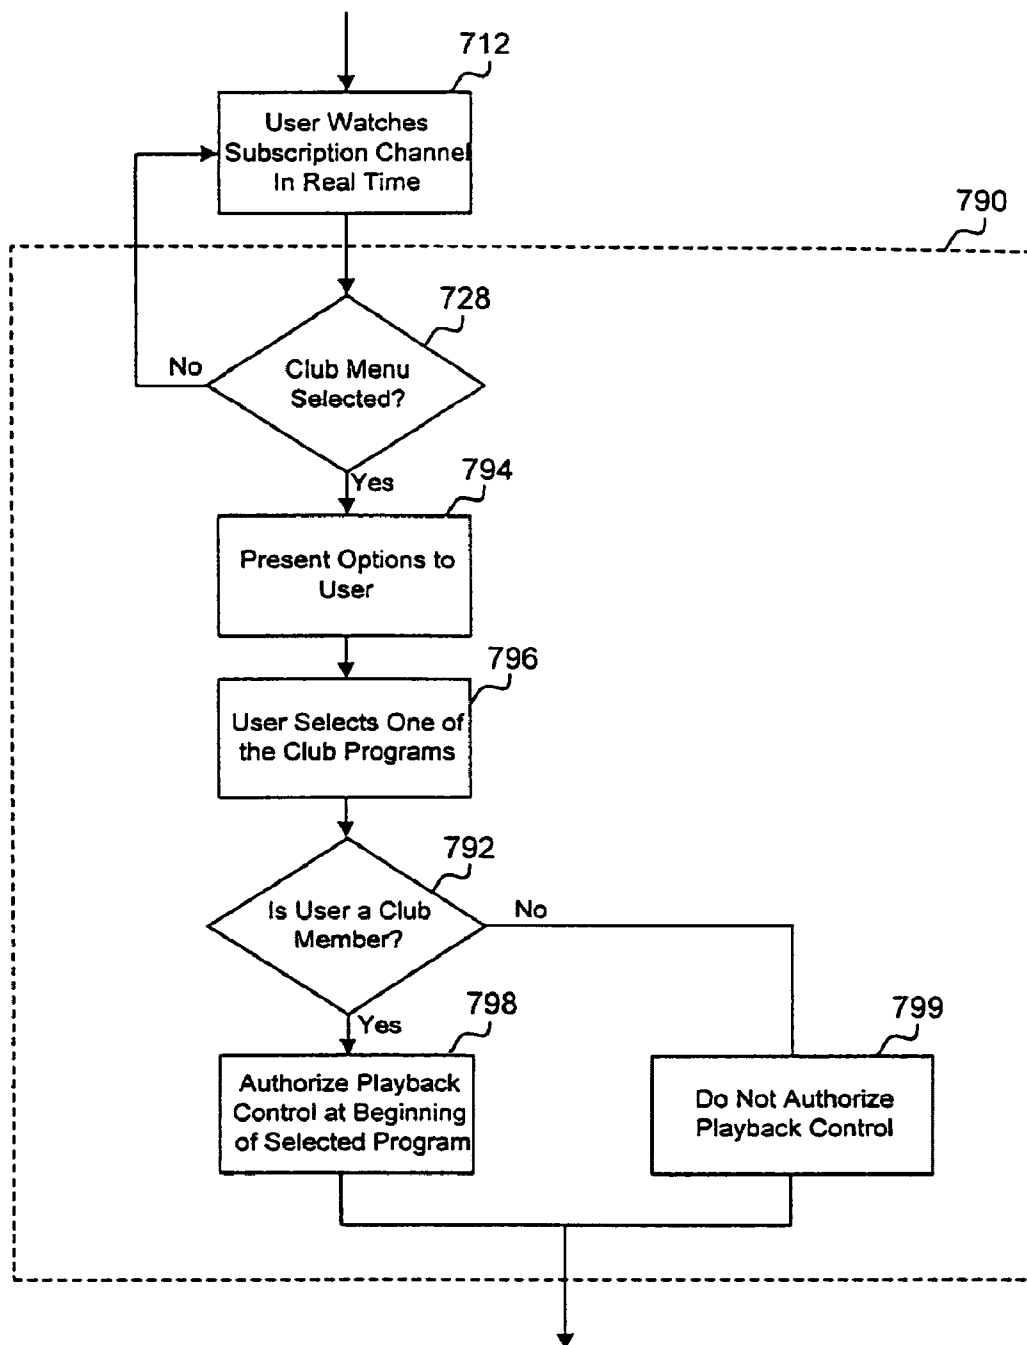 712
User Watches
Subscription Channel
In Real Time
790
728
No
Club Menu
Selected?
Yes
794
Present Options to
User
796
User Selects One of
the Club Programs
792
Is User a Club
Member?
No
Yes
798
799
Authorize Playback
Control at Beginning
of Selected Program
Do Not Authorize
Playback Control